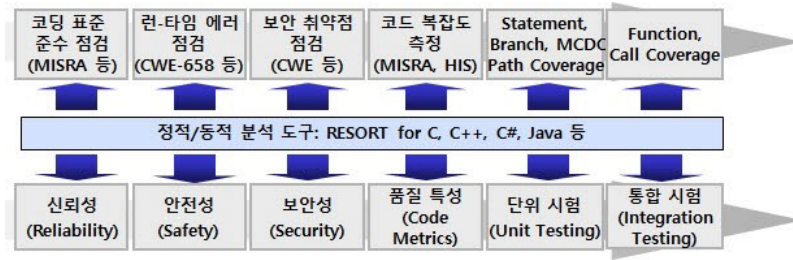 코딩 표준
준수 점검
(MISRA 등)
런-타임 에러
점검
(CWE-658 등)
보안 취약점
점검
(CWE 등)
코드 복잡도
측정
(MISRA, HIS)
Statement,
Branch, MCDC
Path Coverage
Function,
Call Coverage
정적/동적 분석 도구: RESORT for C, C++, C#, Java 등
신뢰성
(Reliability)
안전성
(Safety)
보안성
(Security)
품질 특성
(Code
Metrics)
단위 시험
(Unit Testing)
통합 시험
(Integration
Testing)